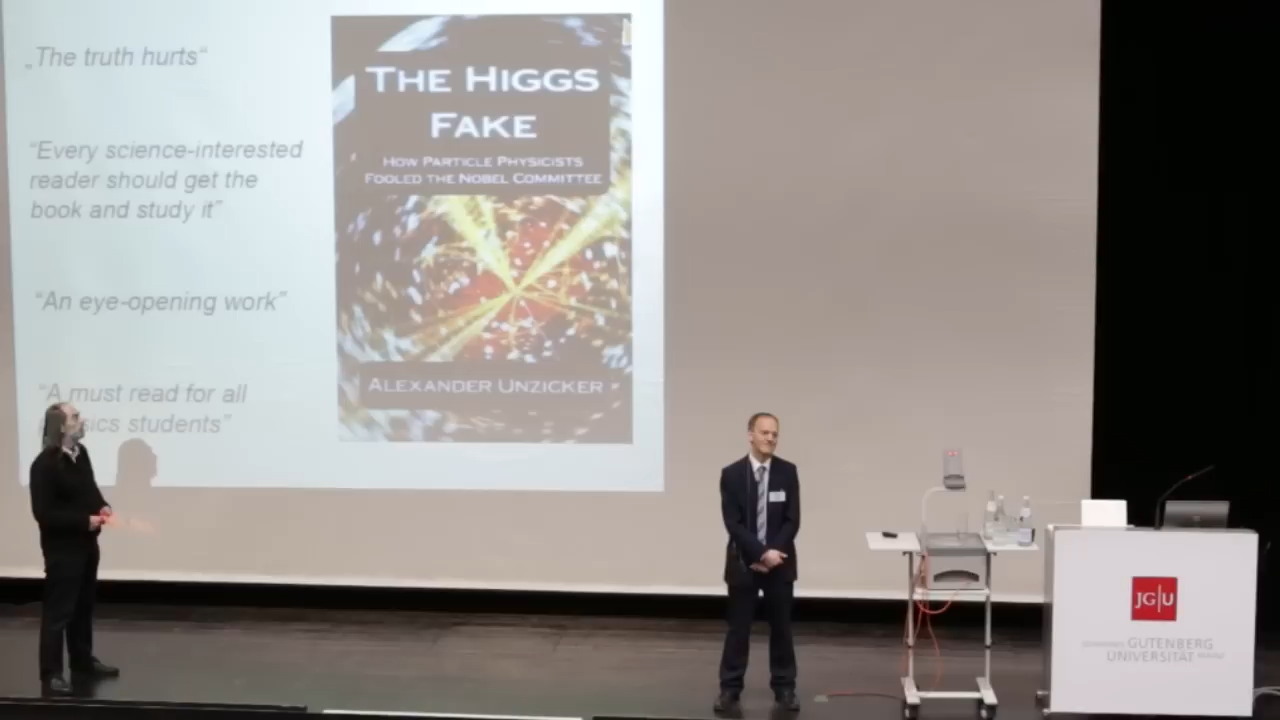 „The truth hurts“
“Every science-interested
reader should get the
book and study it”
“An eye-opening work”
“A must read for all
sics students”
THE HIGGS
FAKE
HOW PARTICLE PHYSICISTS
FOOLED THE NOBEL COMMITTEE
ALEXANDER UNZICKER
JG|U
GUTENBERG
UNIVERSITÄT